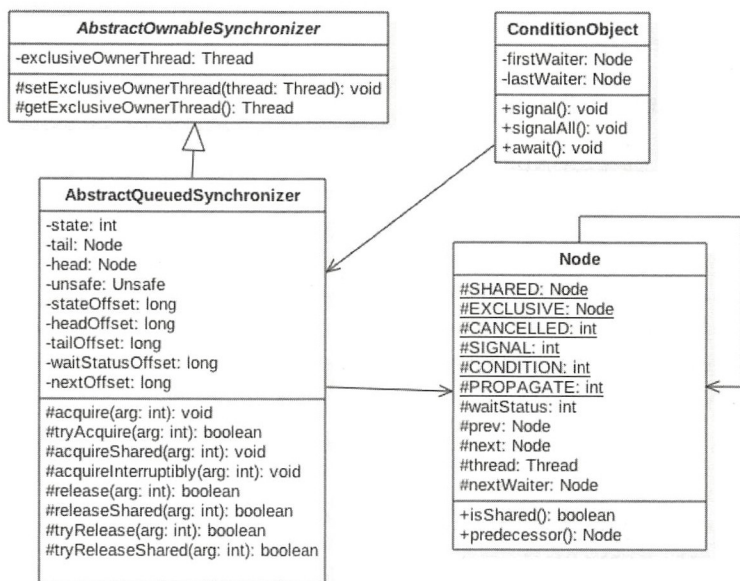 AbstractOwnableSynchronizer
-exclusiveOwnerThread: Thread
#setExclusiveOwnerThread(thread: Thread): void
#getExclusiveOwnerThread(): Thread
ConditionObject
-firstWaiter: Node
-lastWaiter: Node
+signal(): void
+signalAll(): void
+await(): void
AbstractQueuedSynchronizer
-state: int
-tail: Node
-head: Node
-unsafe: Unsafe
-stateOffset: long
-headOffset: long
-tailOffset: long
-waitStatusOffset: long
-nextOffset: long
#acquire(arg: int): void
#tryAcquire(arg: int): boolean
#acquireShared(arg: int): void
#acquireInterruptibly(arg: int): void
#release(arg: int): boolean
#releaseShared(arg: int): boolean
#tryRelease(arg: int): boolean
#tryReleaseShared(arg: int): boolean
Node
#SHARED: Node
#EXCLUSIVE: Node
#CANCELLED: int
#SIGNAL: int
#CONDITION: int
#PROPAGATE: int
#waitStatus: int
#prev: Node
#next: Node
#thread: Thread
#nextWaiter: Node
+isShared(): boolean
+predecessor(): Node